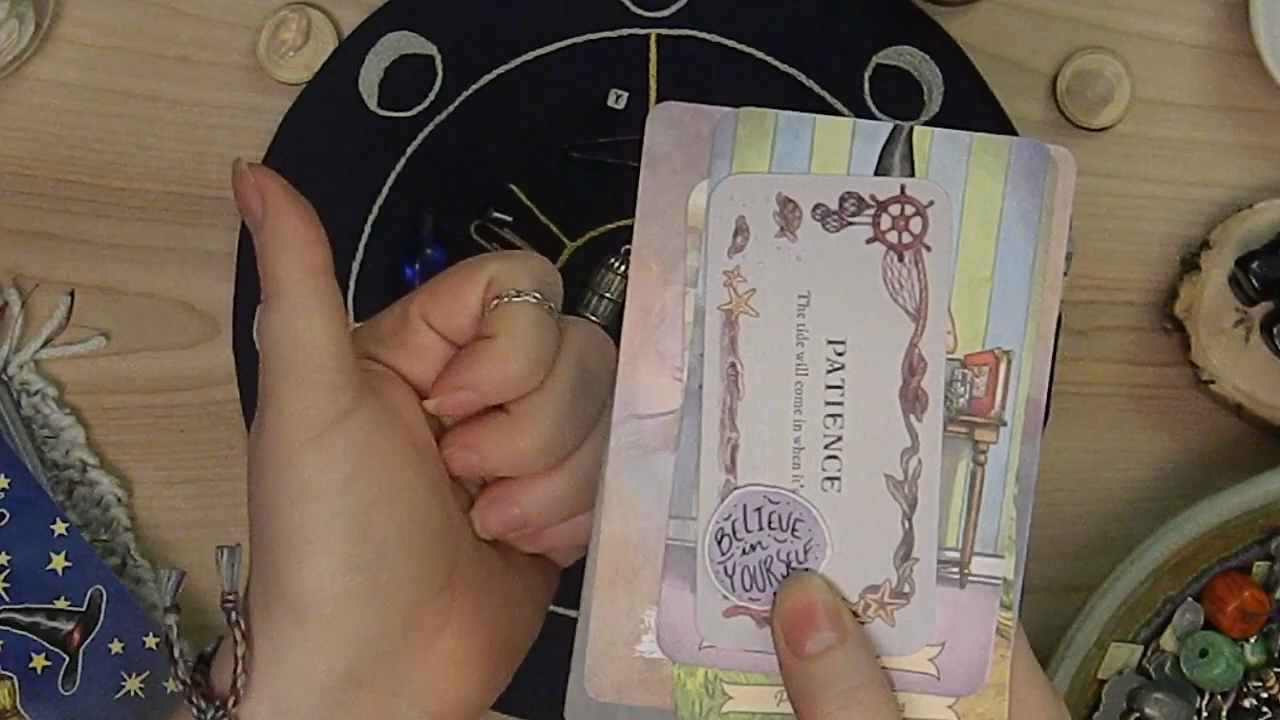 PATIENCE
The tide will come in when it'
BELIEVE
in
YOURSELF
Y